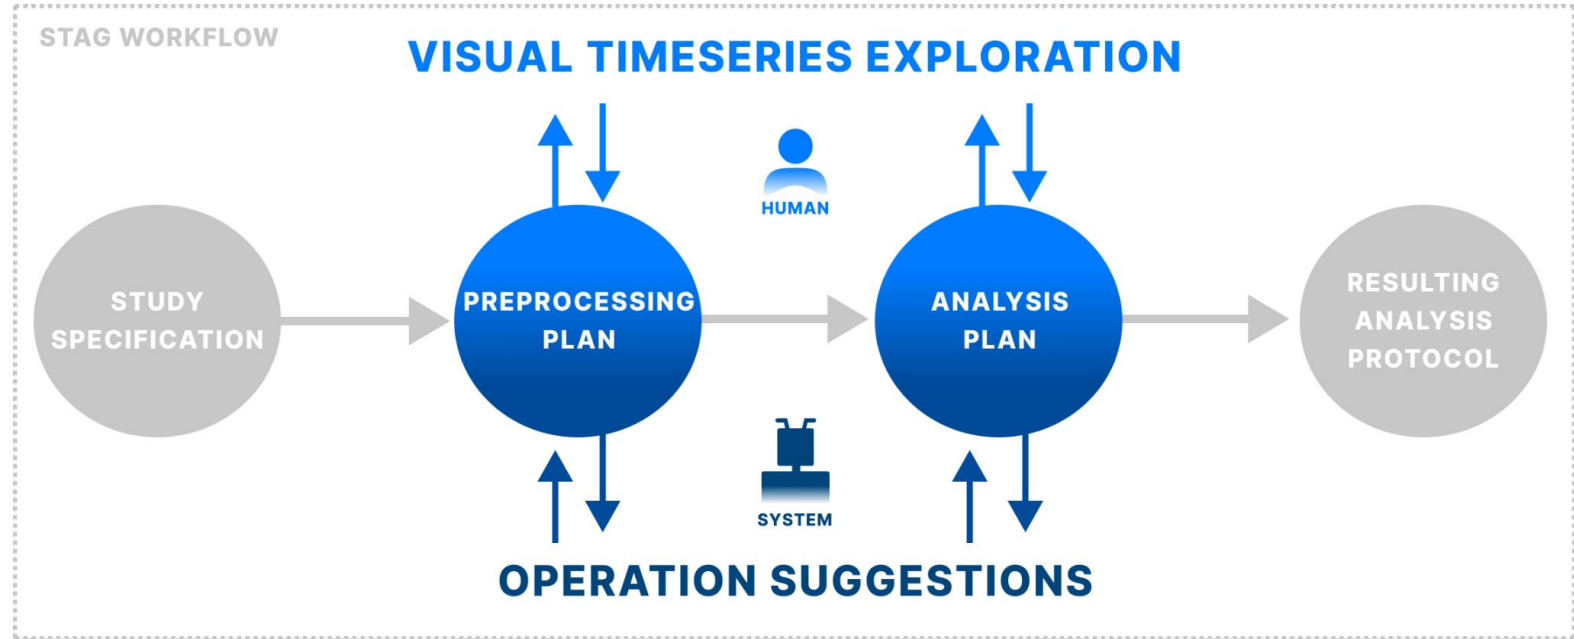 STAG WORKFLOW
VISUAL TIMESERIES EXPLORATION
HUMAN
STUDY
SPECIFICATION
PREPROCESSING
PLAN
ANALYSIS
PLAN
RESULTING
ANALYSIS
PROTOCOL
SYSTEM
OPERATION SUGGESTIONS